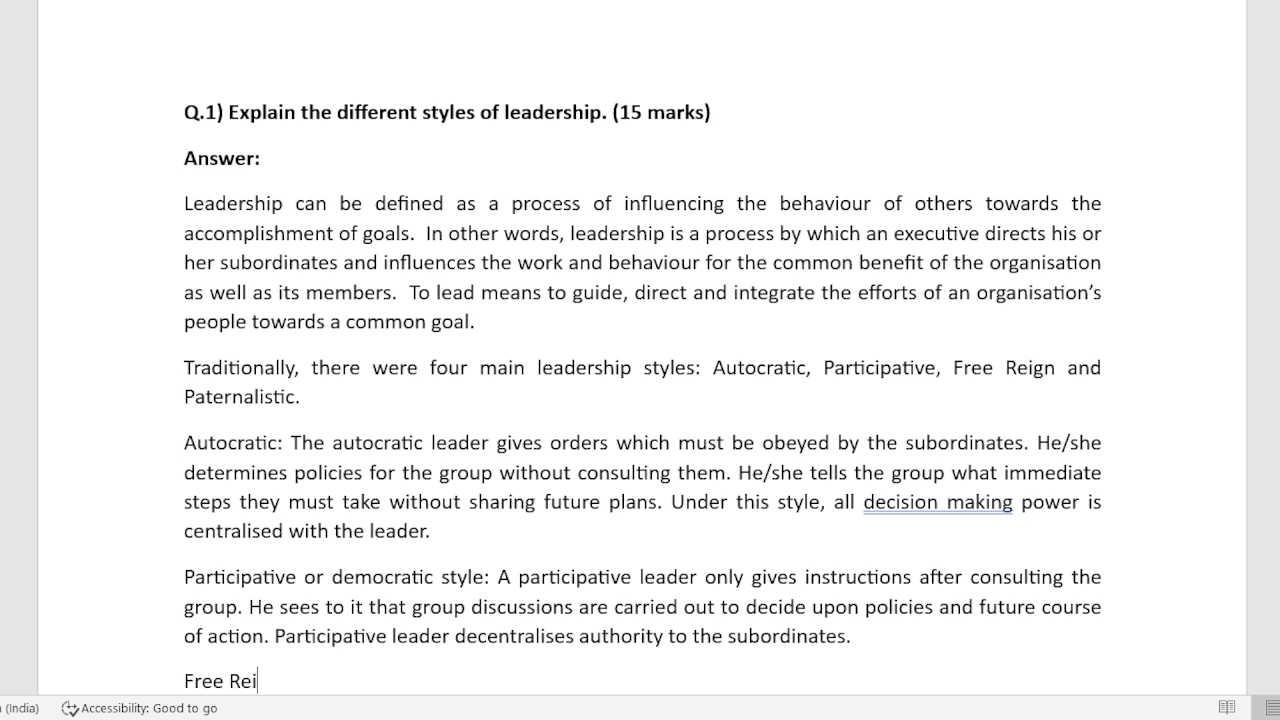 Q.1) Explain the different styles of leadership. (15 marks)
Answer:
Leadership can be defined as a process of influencing the behaviour of others towards the
accomplishment of goals.  In other words, leadership is a process by which an executive directs his or
her subordinates and influences the work and behaviour for the common benefit of the organisation
as well as its members.  To lead means to guide, direct and integrate the efforts of an organisation’s
people towards a common goal.
Traditionally, there were four main leadership styles: Autocratic, Participative, Free Reign and
Paternalistic.
Autocratic: The autocratic leader gives orders which must be obeyed by the subordinates. He/she
determines policies for the group without consulting them. He/she tells the group what immediate
steps they must take without sharing future plans. Under this style, all decision making power is
centralised with the leader.
Participative or democratic style: A participative leader only gives instructions after consulting the
group. He sees to it that group discussions are carried out to decide upon policies and future course
of action. Participative leader decentralises authority to the subordinates.
Free Rei
(India) Accessibility: Good to go